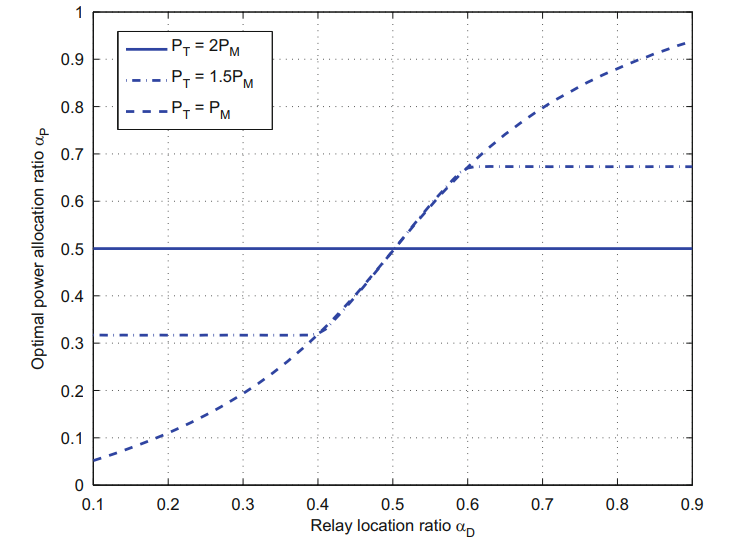 1
0.9
0.8
0.7
0.6
0.5
0.4
0.3
0.2
0.1
0
Optimal power allocation ratio αP
PT = 2PM
PT = 1.5PM
PT = PM
0.1 0.2 0.3 0.4 0.5 0.6 0.7 0.8 0.9
Relay location ratio αD